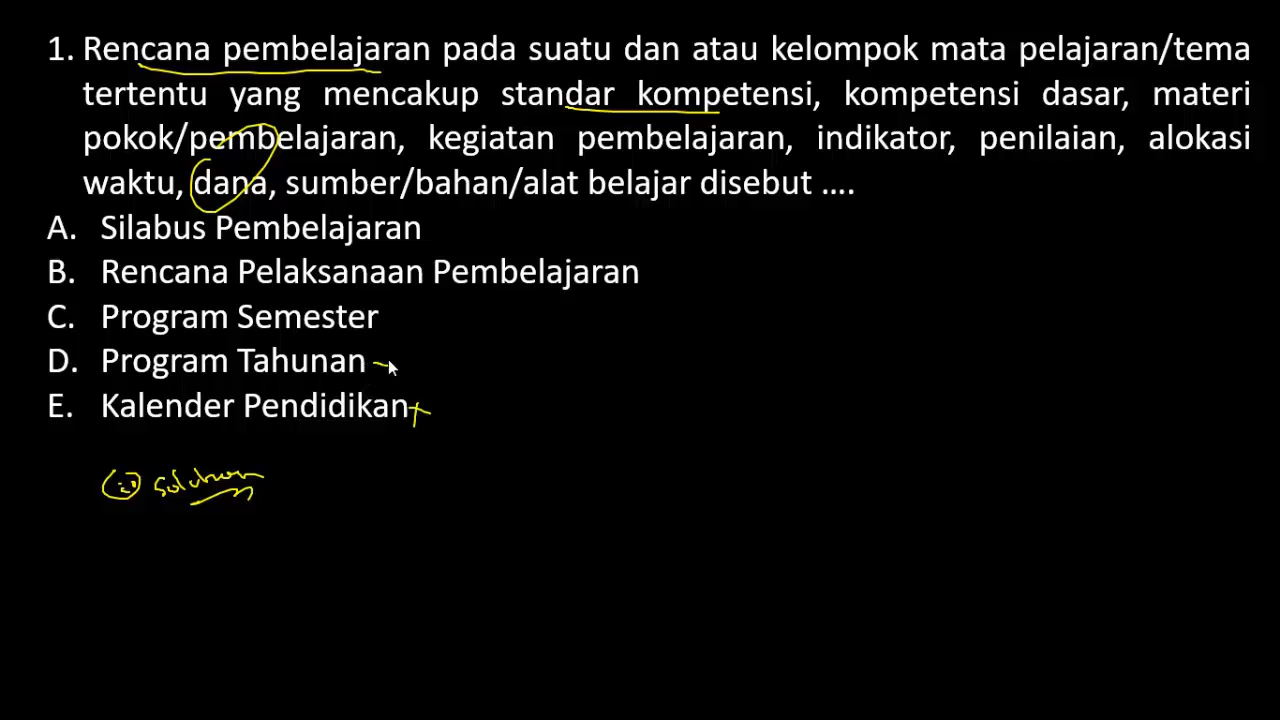 1. Rencana pembelajaran pada suatu dan atau kelompok mata pelajaran/tema
tertentu yang mencakup standar kompetensi, kompetensi dasar, materi
pokok/pembelajaran, kegiatan pembelajaran, indikator, penilaian, alokasi
waktu, dana, sumber/bahan/alat belajar disebut ....
A. Silabus Pembelajaran
B. Rencana Pelaksanaan Pembelajaran
C. Program Semester
D. Program Tahunan
E. Kalender Pendidikan